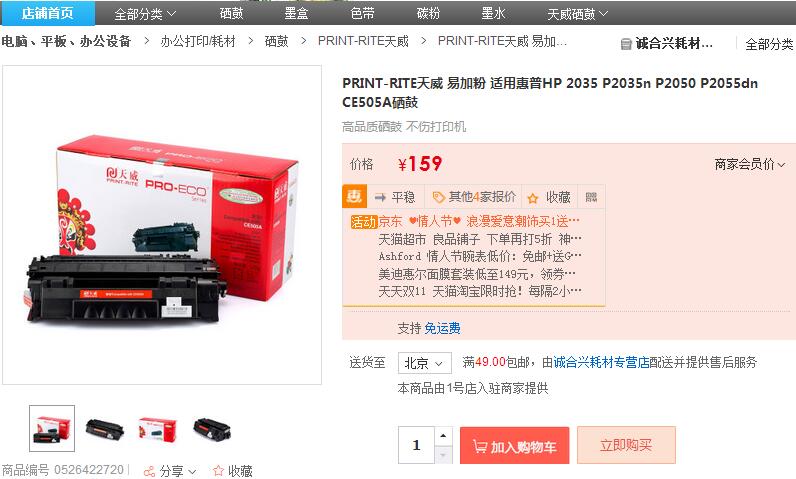 店铺首页 全部分类 硒鼓 墨盒 色带 碳粉 墨水 天威硒鼓
电脑、平板、办公设备 > 办公打印/耗材 > 硒鼓 > PRINT-RITE天威 > PRINT-RITE天威 易加… 诚合兴耗材… 全部分类
PRINT-RITE天威 易加粉 适用惠普HP 2035 P2035n P2050 P2055dn
CE505A硒鼓
高品质硒鼓 不伤打印机
天威
PRINT-RITE
PRO-ECO
Series
CE505A
价格 ¥159 商家会员价
惠 平稳 其他4家报价 收藏
活动 京东 ♥情人节♥ 浪漫爱意潮饰买1送…
天猫超市 良品铺子 下单再打5折 神…
Ashford 情人节腕表低价：免邮+送G…
美迪惠尔面膜套装低至149元，领券…
天天双11 天猫淘宝限时抢！每隔2小…
支持 免运费
送货至 北京 满49.00包邮，由诚合兴耗材专营店配送并提供售后服务
本商品由1号店入驻商家提供
1 加入购物车 立即购买
商品编号 0526422720 分享 收藏